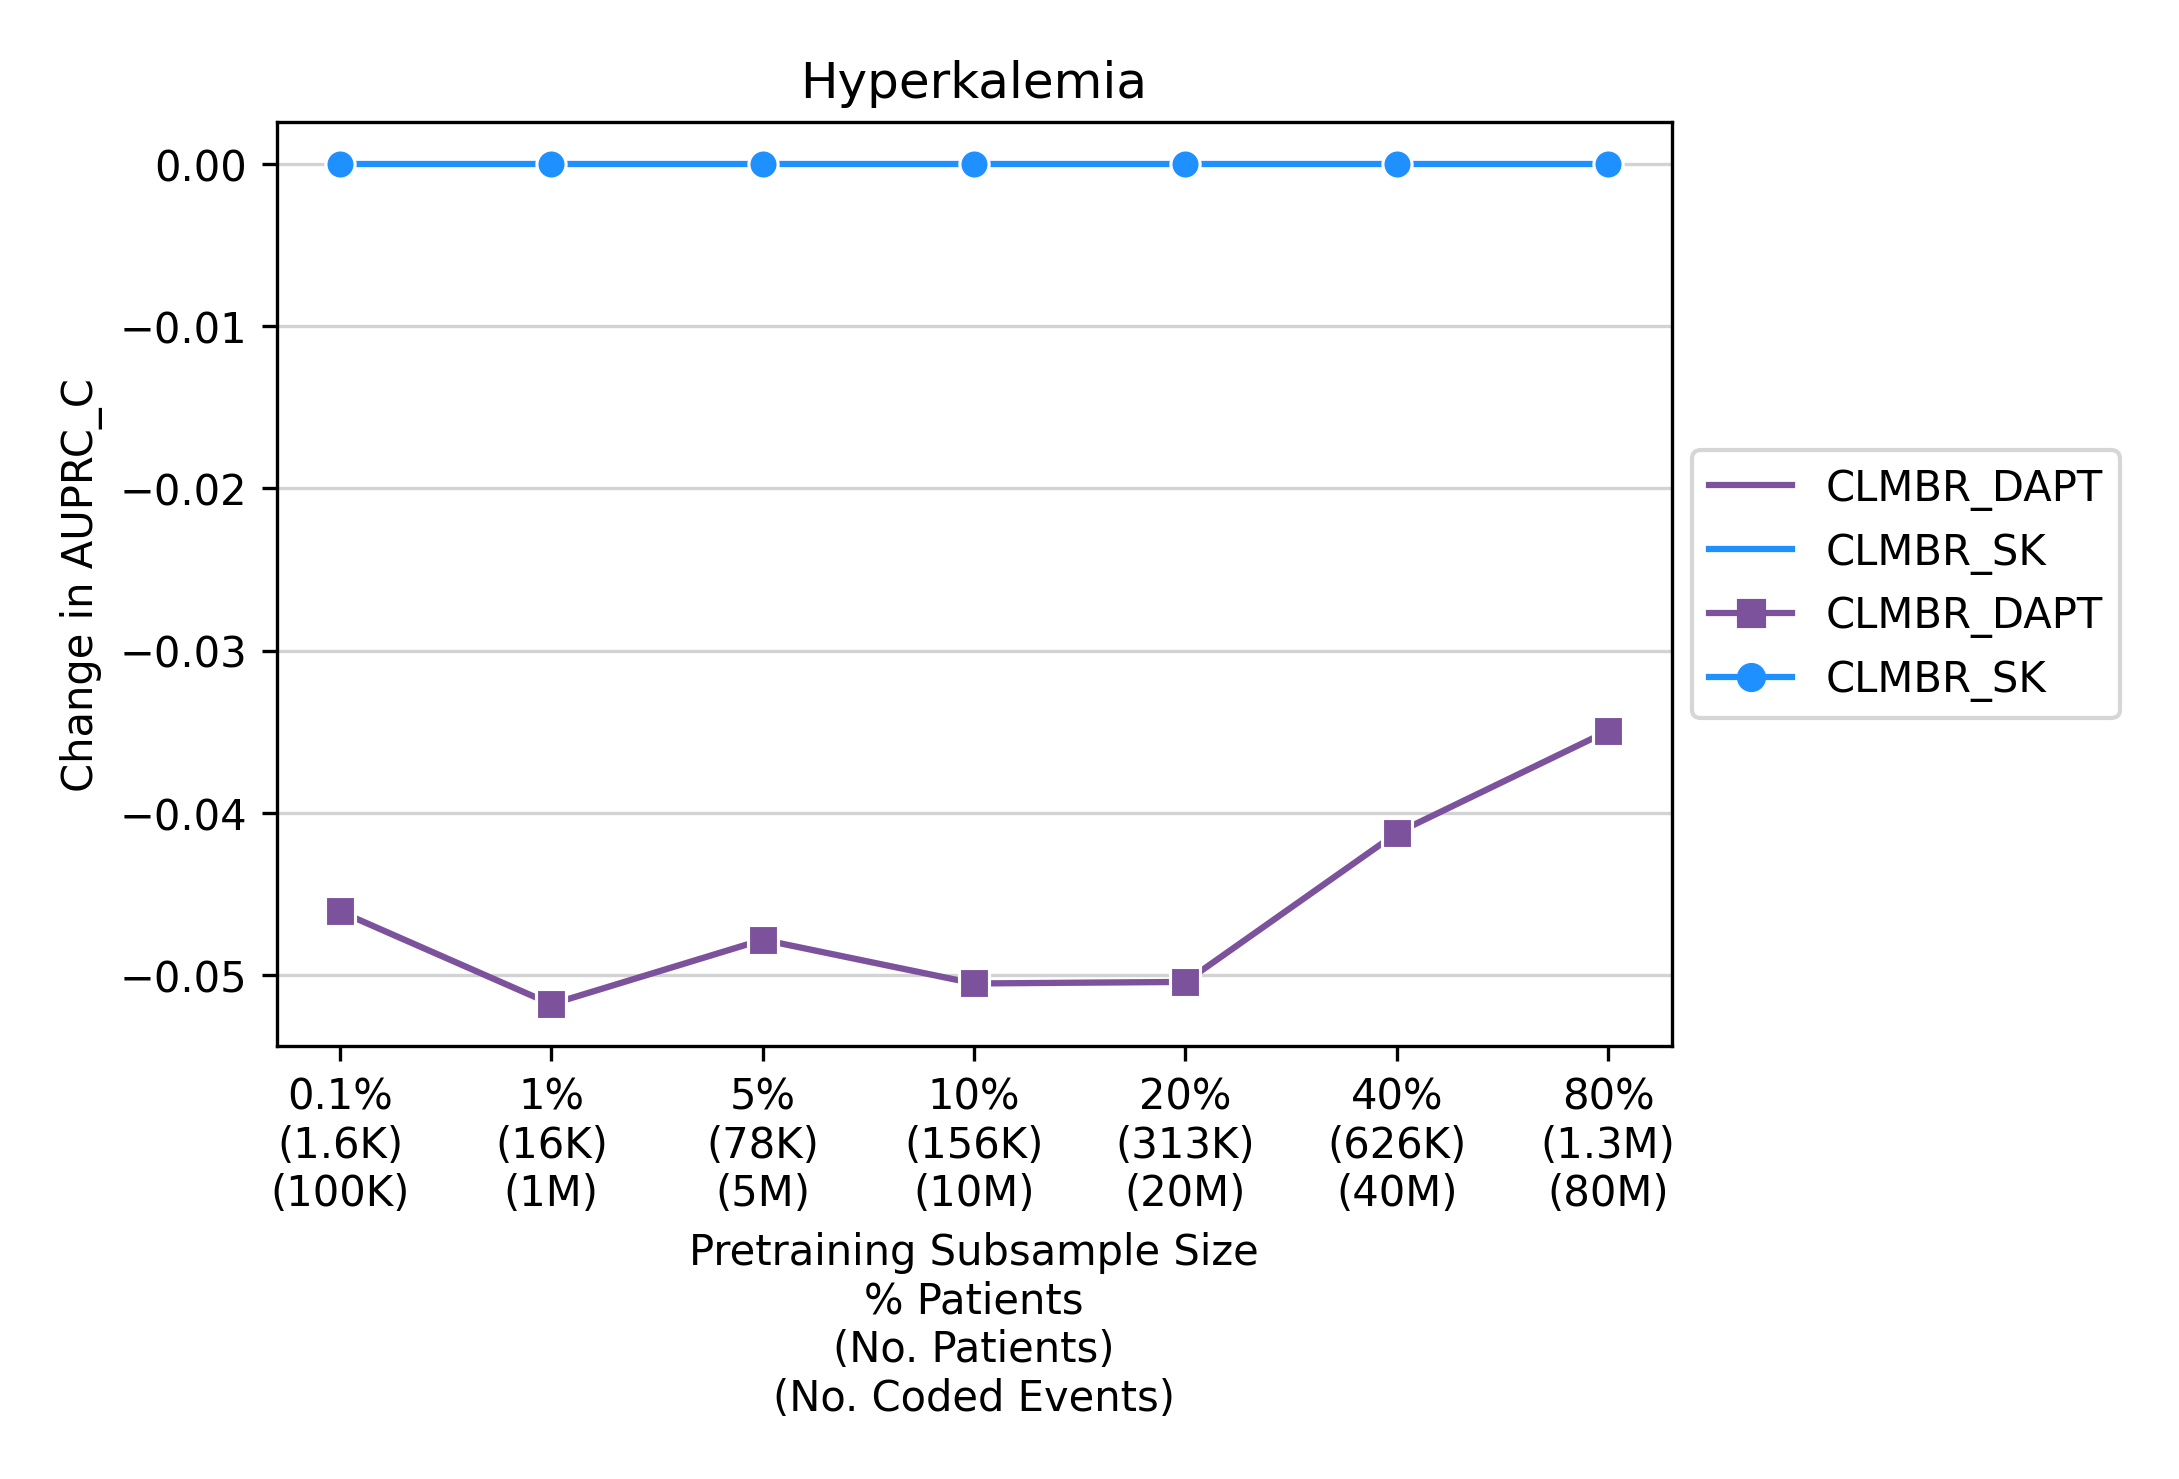 Hyperkalemia
0.00
−0.01
−0.02
−0.03
−0.04
−0.05
Change in AUPRC_C
CLMBR_DAPT
CLMBR_SK
CLMBR_DAPT
CLMBR_SK
0.1% 1% 5% 10% 20% 40% 80%
(1.6K) (16K) (78K) (156K) (313K) (626K) (1.3M)
(100K) (1M) (5M) (10M) (20M) (40M) (80M)
Pretraining Subsample Size
% Patients
(No. Patients)
(No. Coded Events)